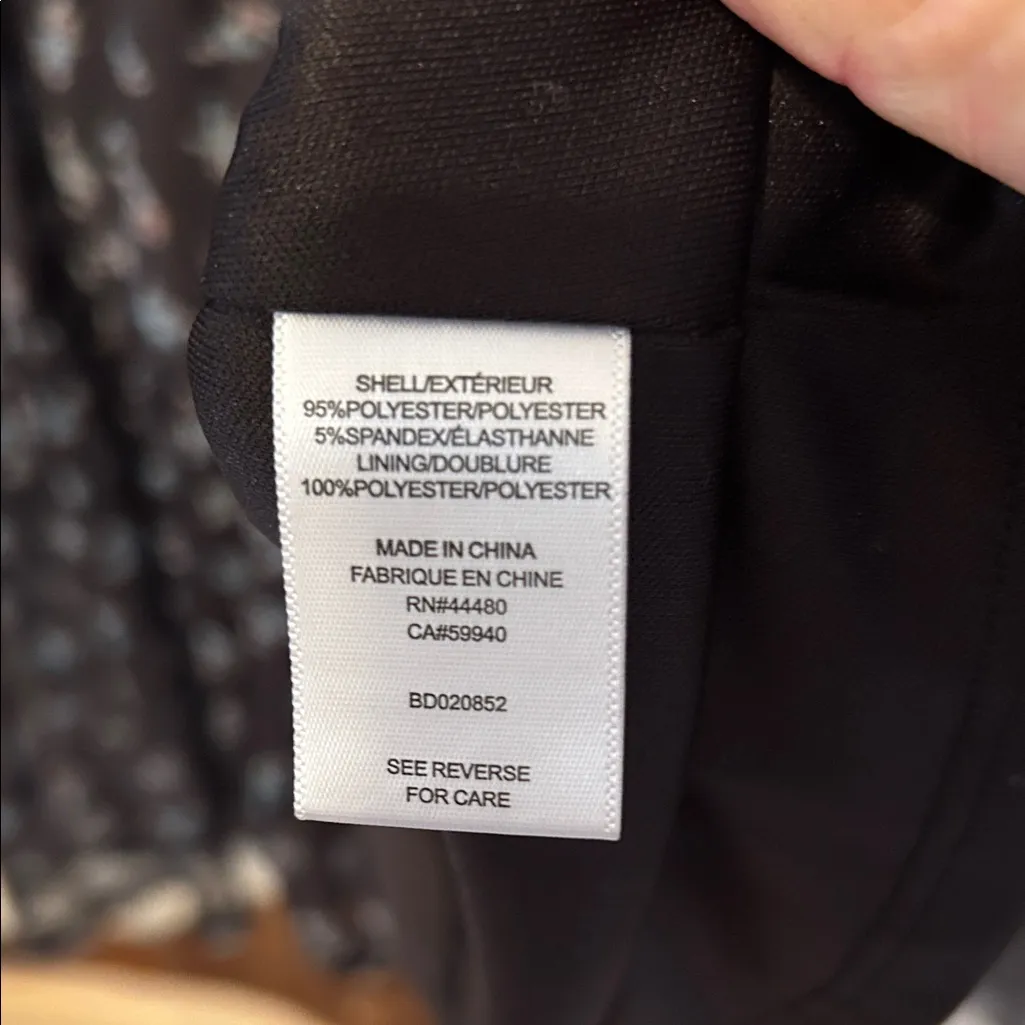 SHELL/EXTÉRIEUR
95%POLYESTER/POLYESTER
5%SPANDEX/ÉLASTHANNE
LINING/DOUBLURE
100%POLYESTER/POLYESTER
MADE IN CHINA
FABRIQUE EN CHINE
RN#44480
CA#59940
BD020852
SEE REVERSE
FOR CARE